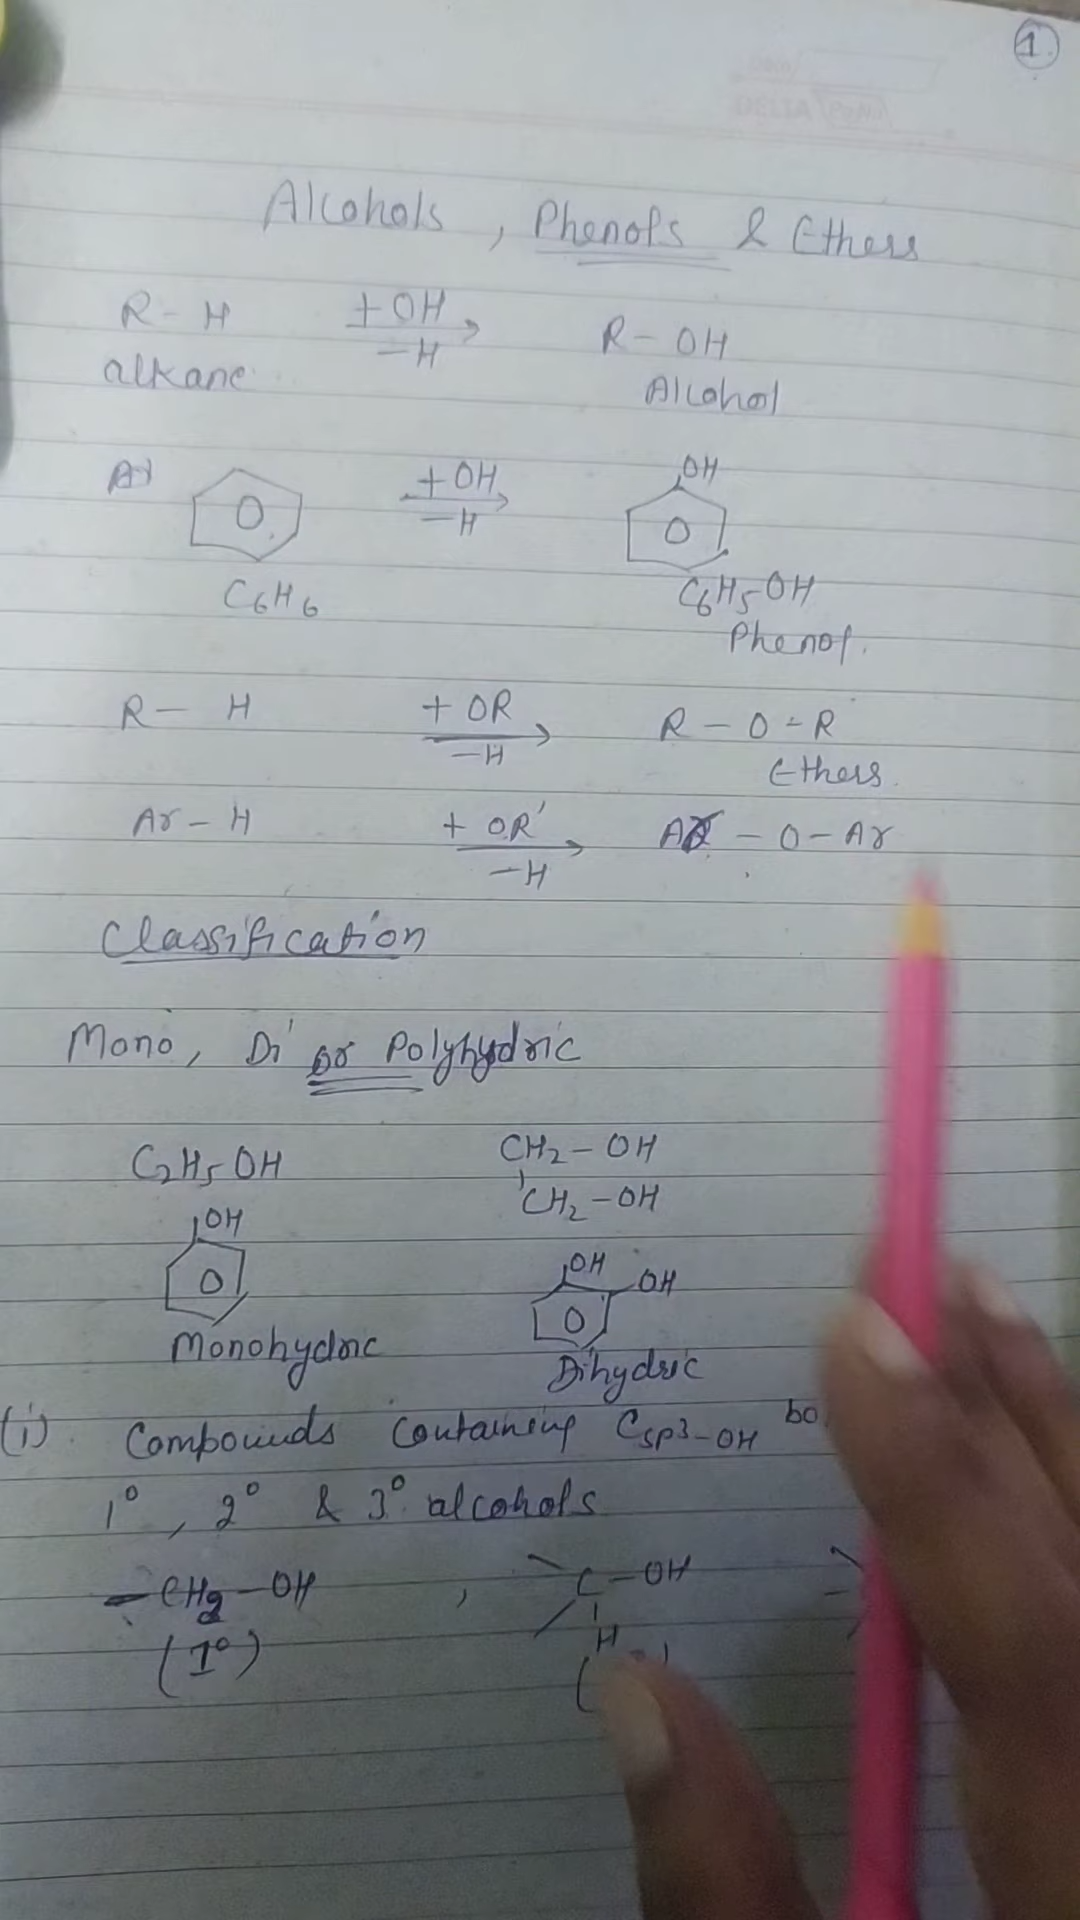 1
Alcohols, Phenols & Ethers
R-H +OH -H → R-OH
alkane Alcohol
Ar +OH -H → OH
C6H6 C6H5OH
Phenol.
R-H +OR -H → R-O-R
Ethers.
Ar-H +OR' -H → Ar-O-Ar
Classification
Mono, Di or Polyhydric
C2H5OH CH2-OH
CH2-OH
OH OH OH
Monohydric Dihydric
(i). Compounds Containing Csp3-OH
1°, 2° & 3° alcohols
-CH2-OH , C-OH
H
(1°)